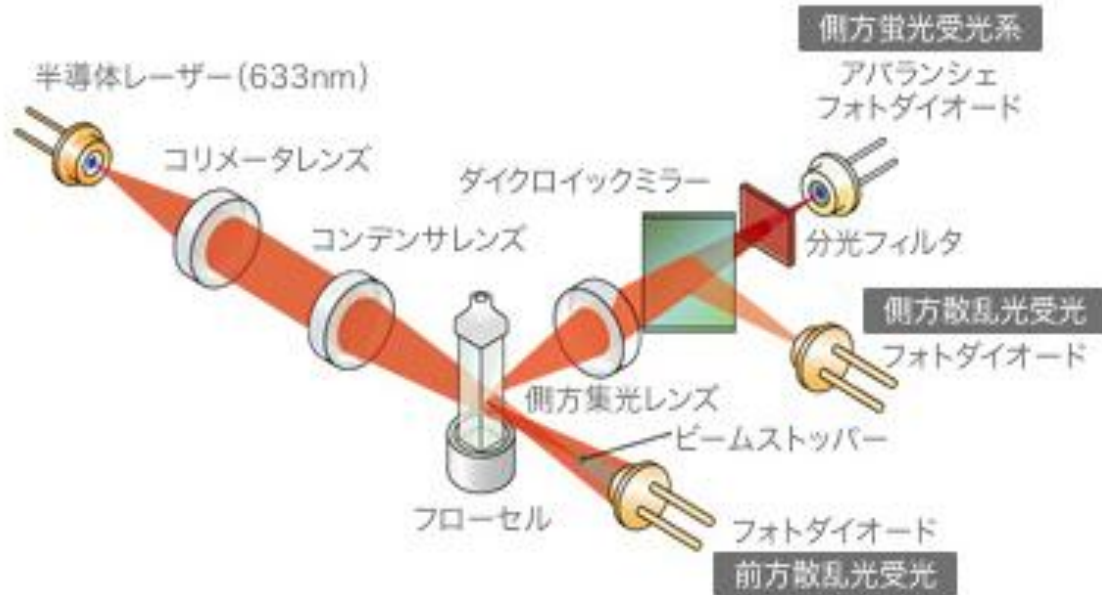 側方蛍光受光系
アバランシェ
フォトダイオード
半導体レーザー(633nm)
コリメータレンズ
ダイクロイックミラー
コンデンサレンズ
分光フィルタ
側方散乱光受光
フォトダイオード
側方集光レンズ
ビームストッパー
フローセル
フォトダイオード
前方散乱光受光